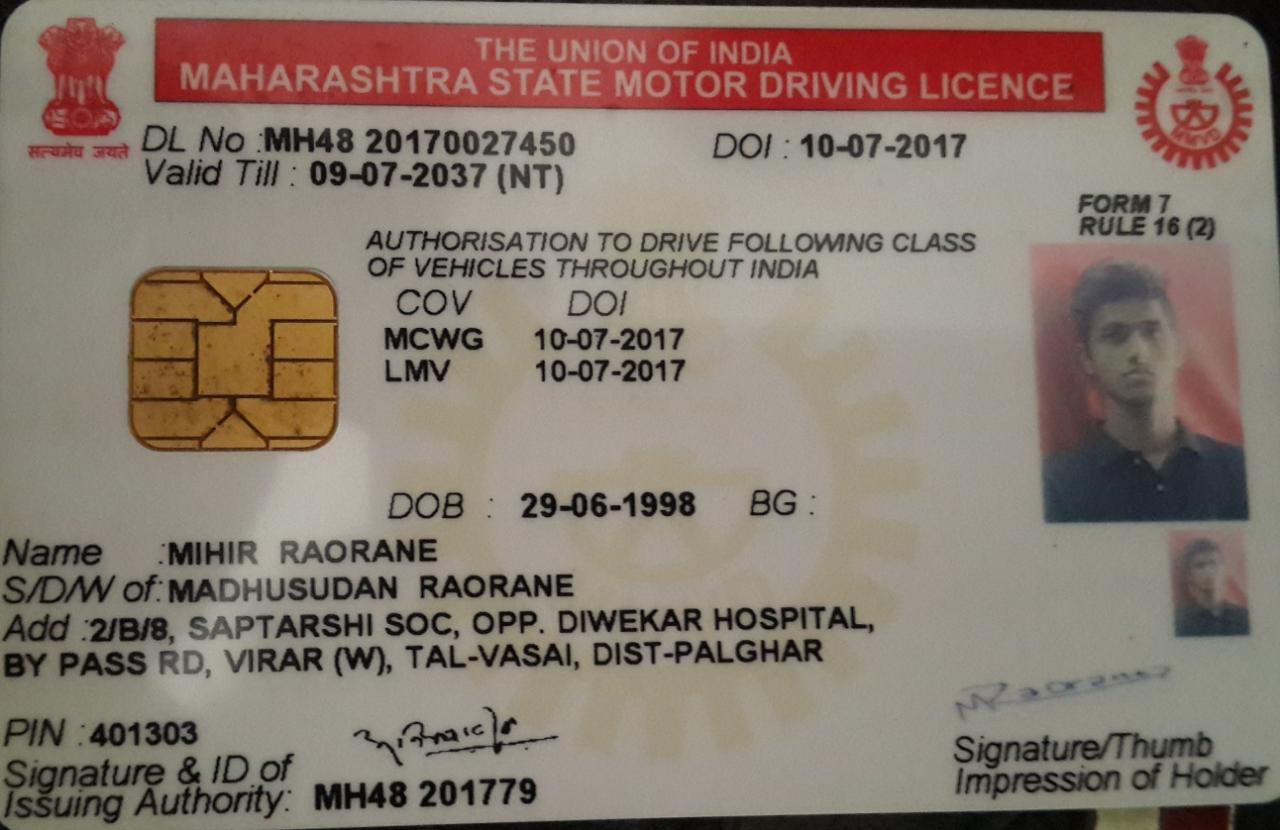 THE UNION OF INDIA
MAHARASHTRA STATE MOTOR DRIVING LICENCE
सत्यमेव जयते
DL No : MH48 20170027450 DOI : 10-07-2017
Valid Till : 09-07-2037 (NT)
FORM 7
RULE 16 (2)
AUTHORISATION TO DRIVE FOLLOWING CLASS
OF VEHICLES THROUGHOUT INDIA
COV DOI
MCWG 10-07-2017
LMV 10-07-2017
DOB : 29-06-1998 BG :
Name : MIHIR RAORANE
S/D/W of: MADHUSUDAN RAORANE
Add : 2/B/8, SAPTARSHI SOC, OPP. DIWEKAR HOSPITAL,
BY PASS RD, VIRAR (W), TAL-VASAI, DIST-PALGHAR
PIN : 401303
Signature & ID of
Issuing Authority: MH48 201779
MRaorane
Signature/Thumb
Impression of Holder